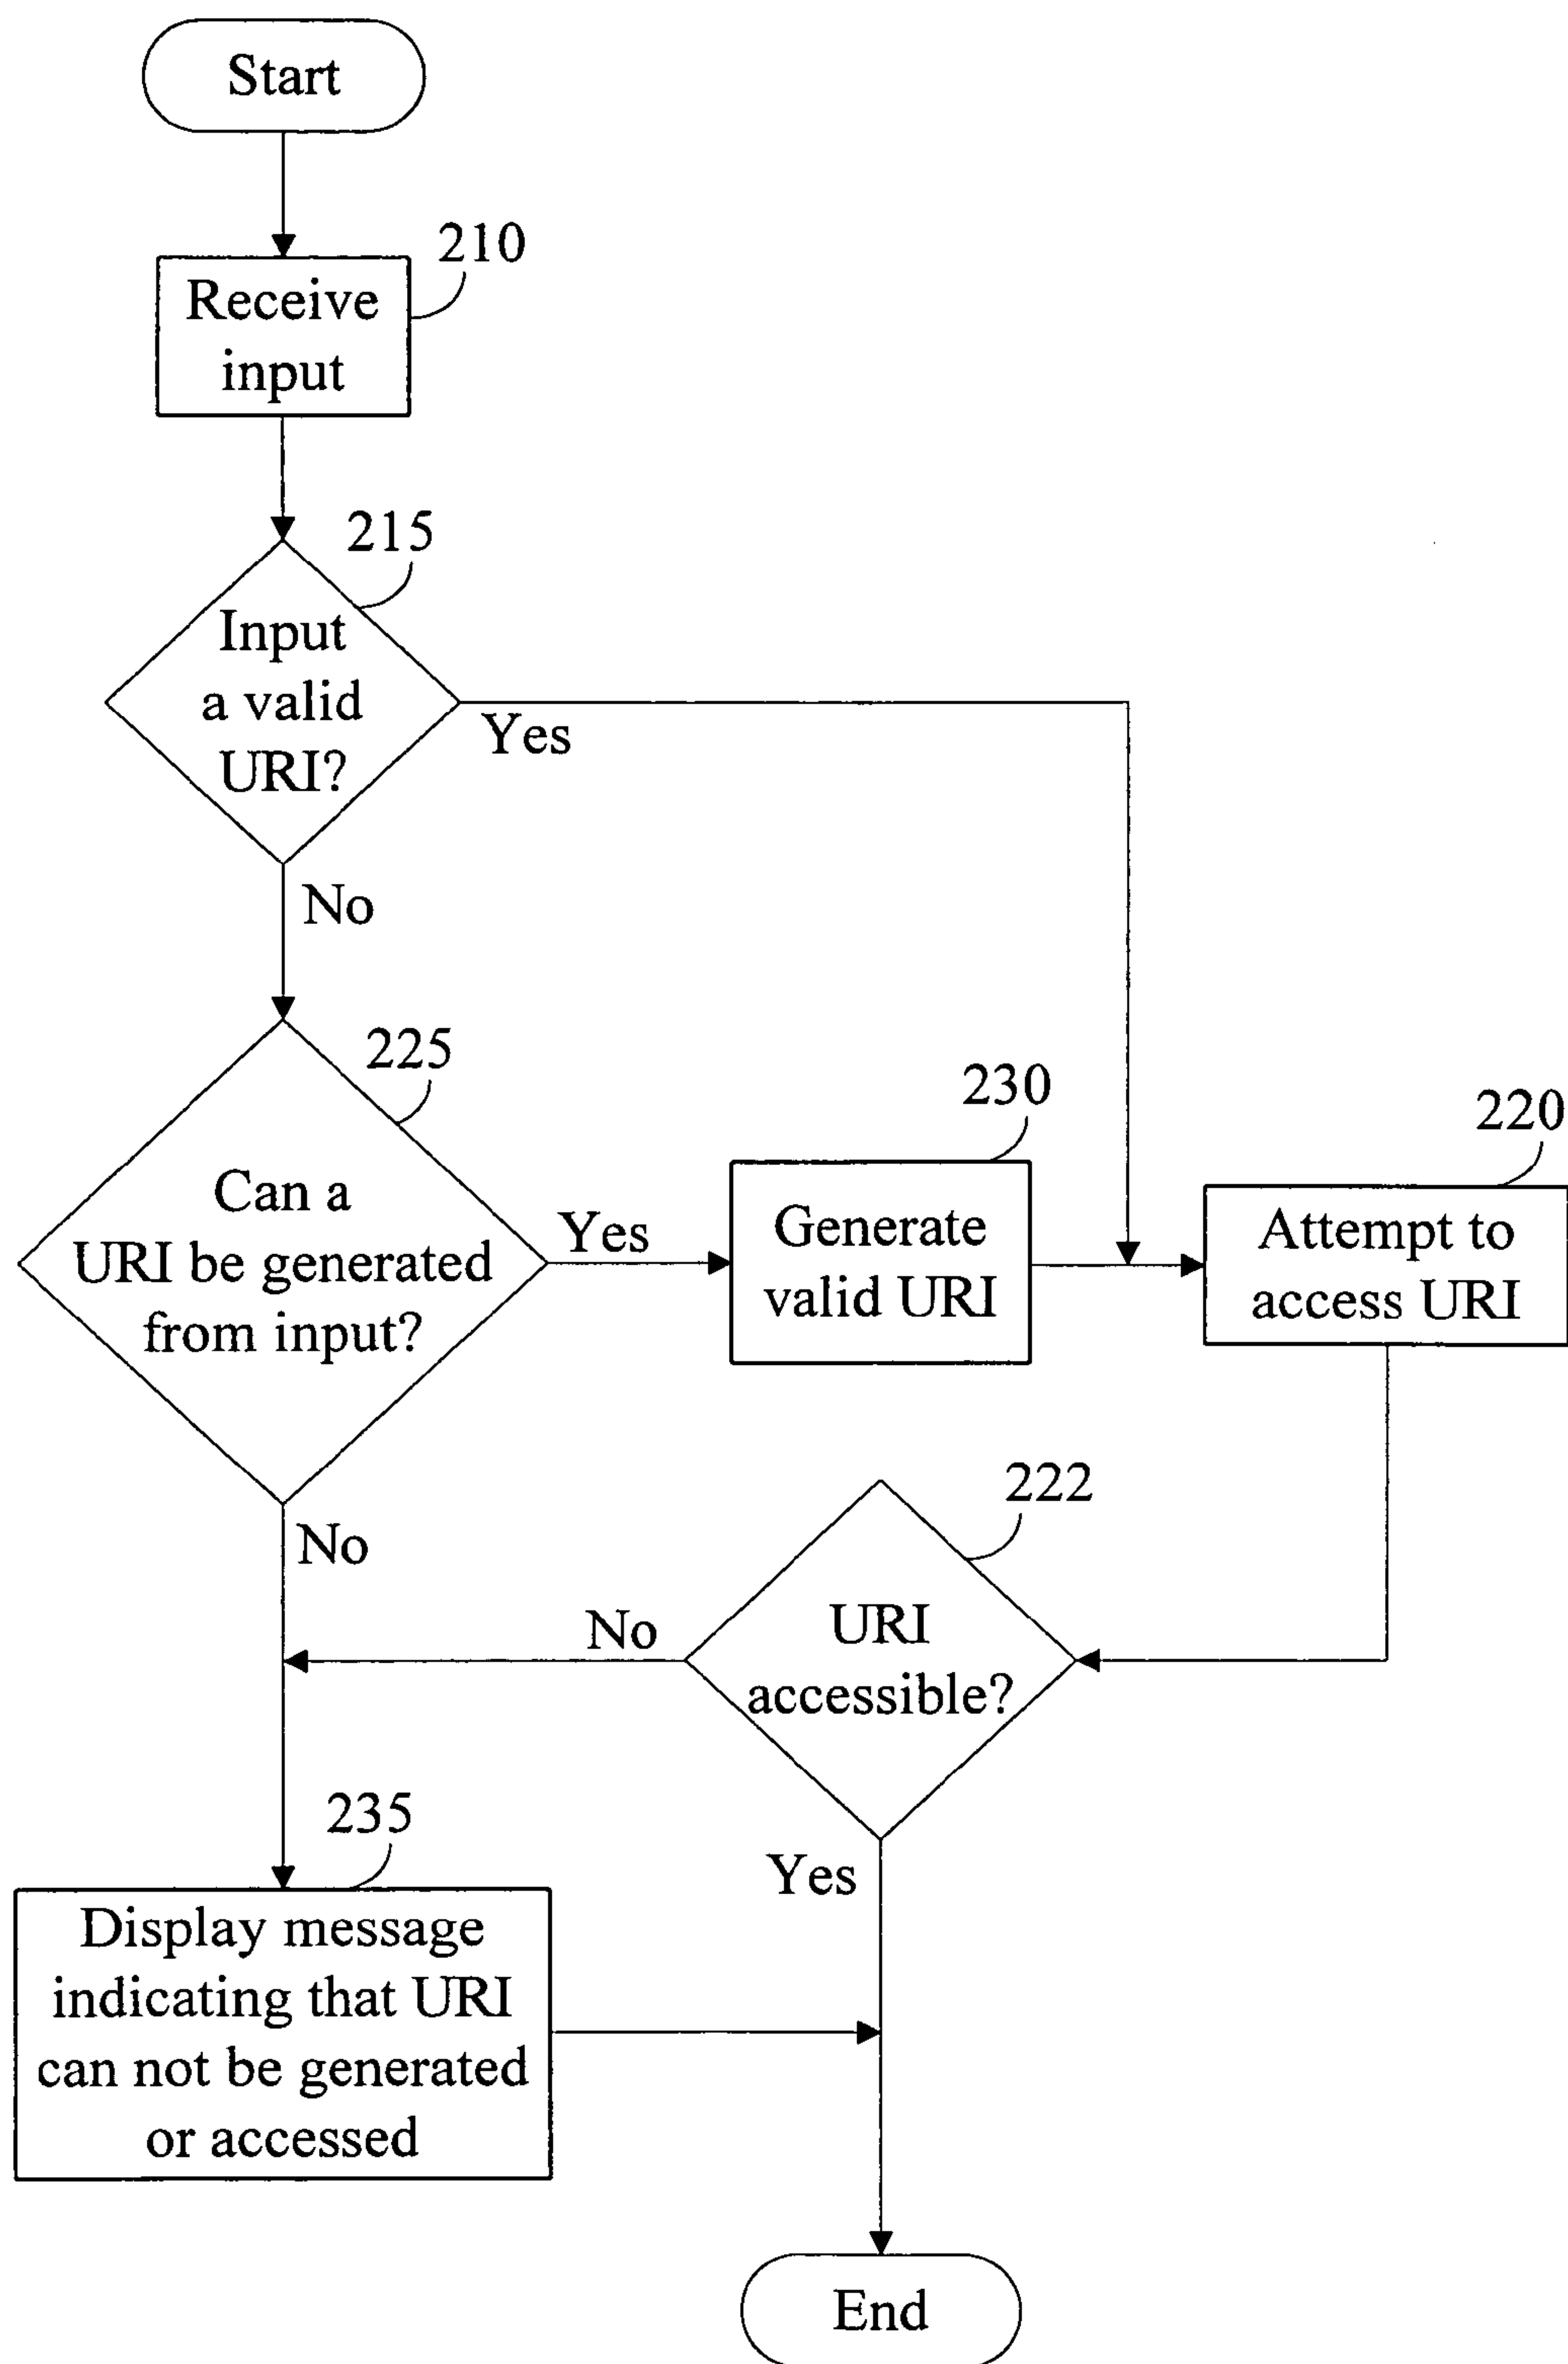 Start
210
Receive
input
215
Input
a valid
URI?
Yes
No
225
Can a
URI be generated
from input?
Yes
230
Generate
valid URI
220
Attempt to
access URI
No
222
URI
accessible?
No
Yes
235
Display message
indicating that URI
can not be generated
or accessed
End